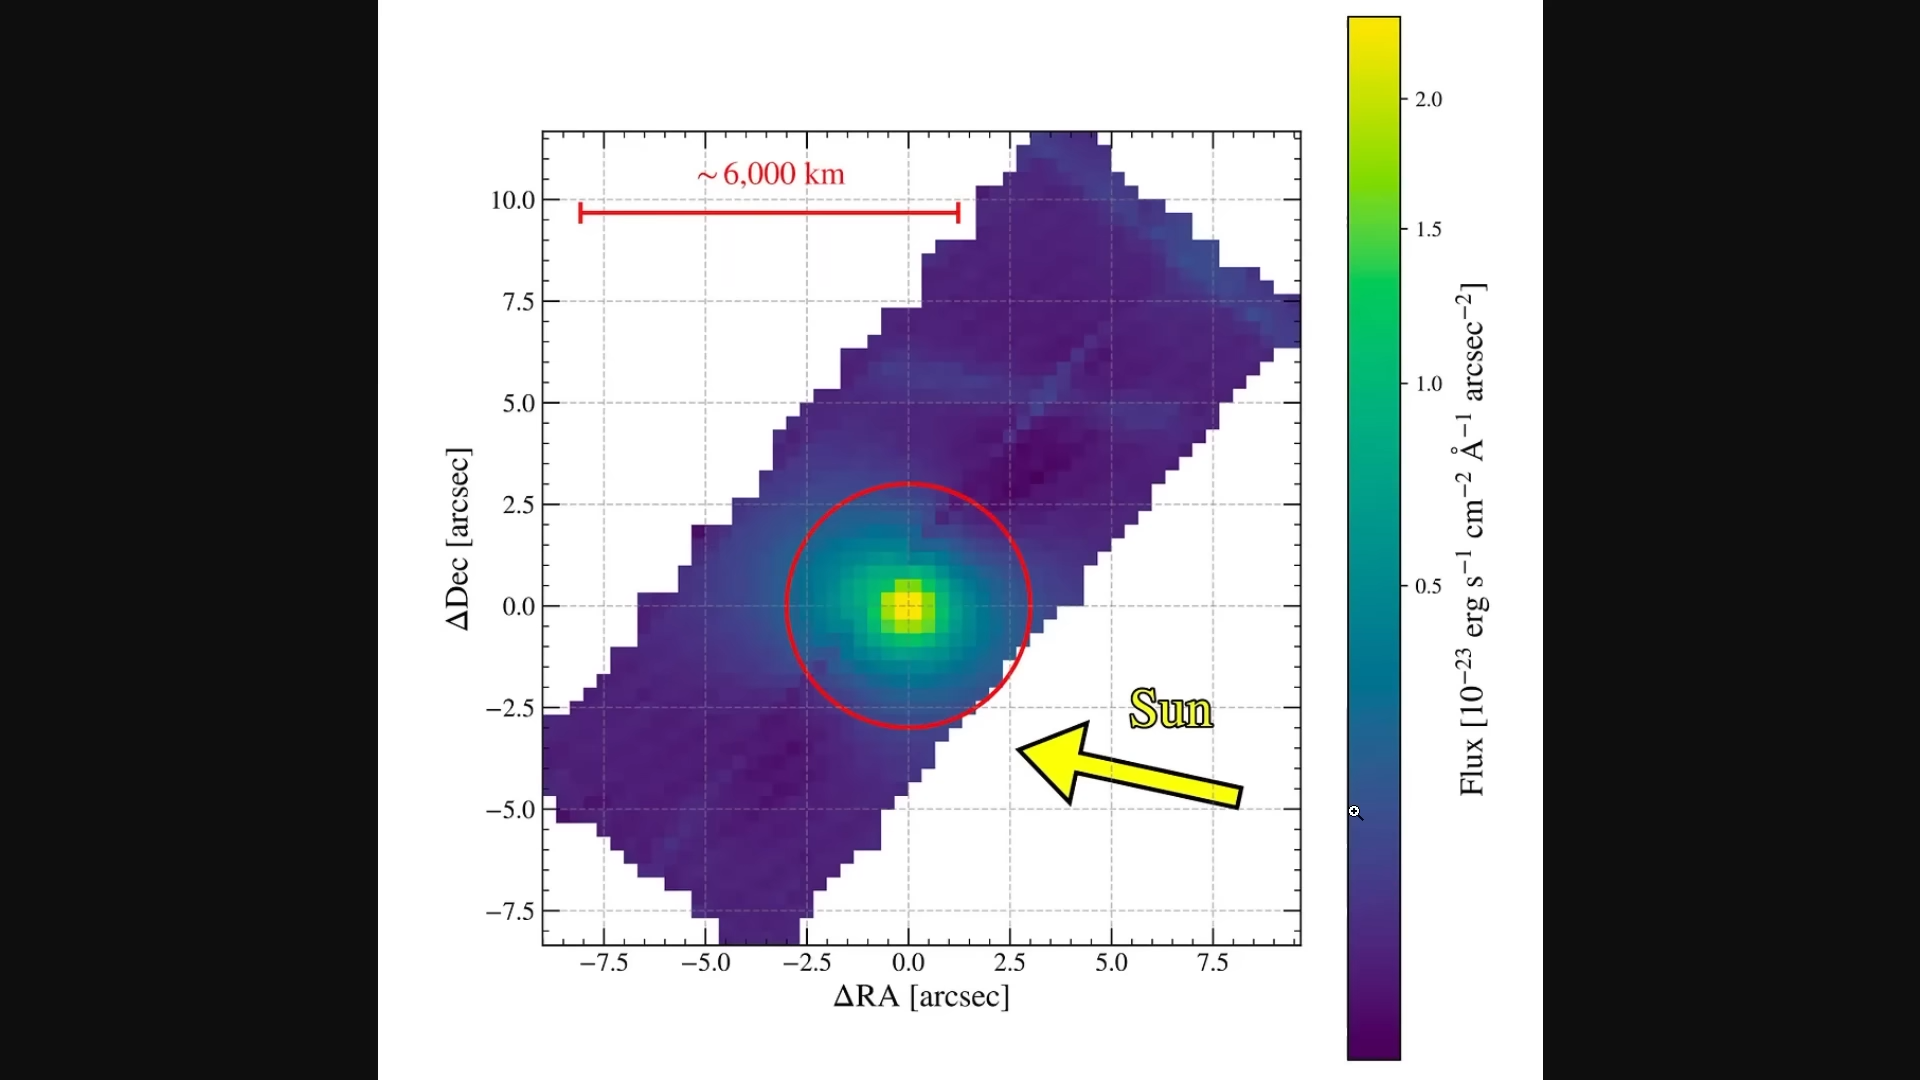 2.0
1.5
1.0
0.5
Flux [10−23 erg s−1 cm−2 Å−1 arcsec−2]
~6,000 km
10.0
7.5
5.0
2.5
0.0
−2.5
−5.0
−7.5
ΔDec [arcsec]
Sun
−7.5 −5.0 −2.5 0.0 2.5 5.0 7.5
ΔRA [arcsec]